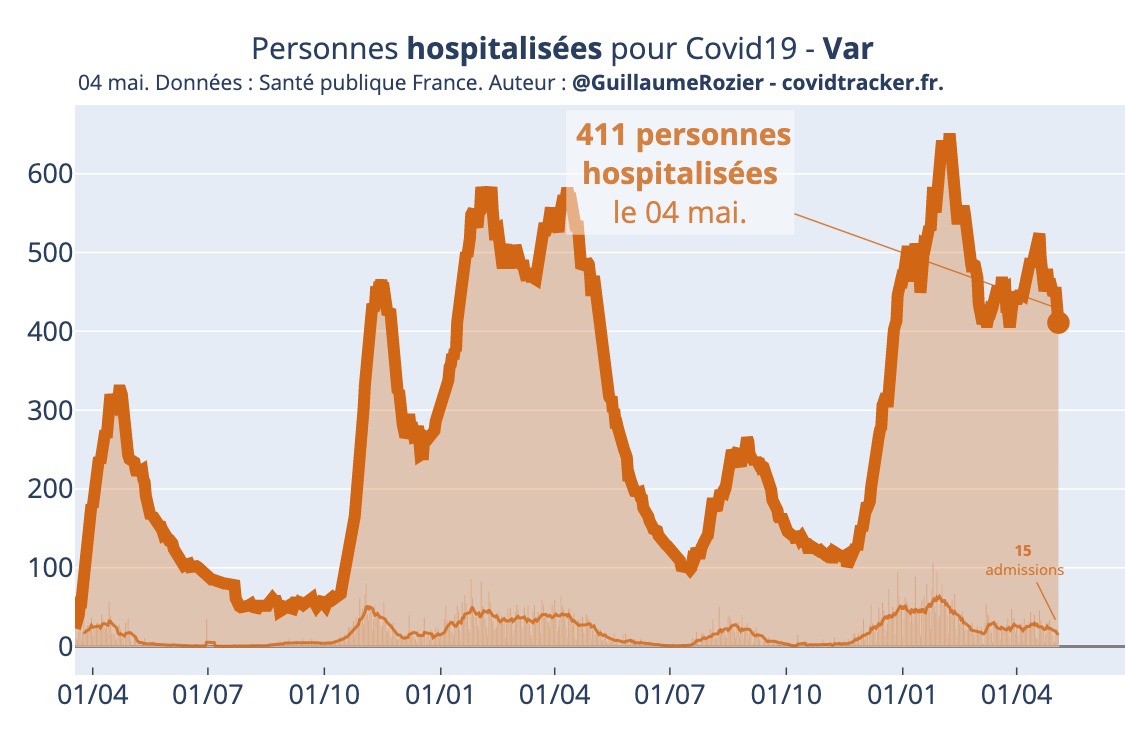 Personnes hospitalisées pour Covid19 - Var
04 mai. Données : Santé publique France. Auteur : @GuillaumeRozier - covidtracker.fr.
411 personnes
hospitalisées
le 04 mai.
600
500
400
300
200
100
0
15
admissions
01/04 01/07 01/10 01/01 01/04 01/07 01/10 01/01 01/04